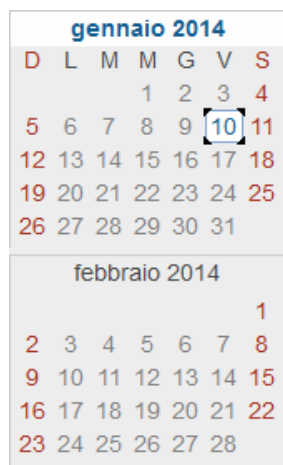 gennaio 2014
D L M M G V S
1 2 3 4
5 6 7 8 9 10 11
12 13 14 15 16 17 18
19 20 21 22 23 24 25
26 27 28 29 30 31
febbraio 2014
1
2 3 4 5 6 7 8
9 10 11 12 13 14 15
16 17 18 19 20 21 22
23 24 25 26 27 28